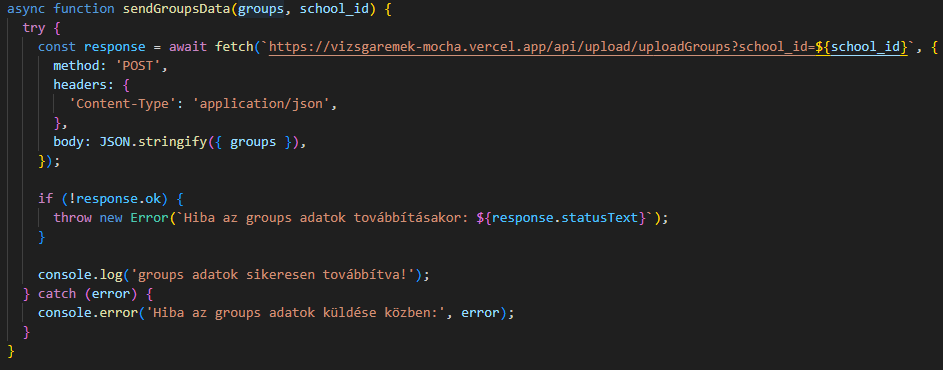 async function sendGroupsData(groups, school_id) {
  try {
    const response = await fetch(`https://vizsgaremek-mocha.vercel.app/api/upload/uploadGroups?school_id=${school_id}`, {
      method: 'POST',
      headers: {
        'Content-Type': 'application/json',
      },
      body: JSON.stringify({ groups }),
    });

    if (!response.ok) {
      throw new Error(`Hiba az groups adatok továbbításakor: ${response.statusText}`);
    }

    console.log('groups adatok sikeresen továbbítva!');
  } catch (error) {
    console.error('Hiba az groups adatok küldése közben:', error);
  }
}